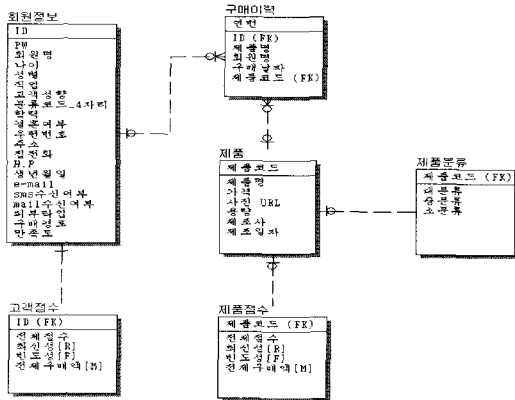 회원정보
ID
PW
회원명
나이
성별
직업
고객성향
분류코드_4자리
학력
결혼여부
우편번호
주소
집전화
H.P
생년월일
e-mail
sms수신여부
mail수신여부
피부타입
구매정도
만족도
구매이력
연번
ID (FK)
제품명
회원명
구매날자
제품코드 (FK)
제품
제품코드
제품명
가격
사진 URL
용량
제조사
제조일자
제품분류
제품코드 (FK)
대분류
중분류
소분류
고객점수
ID (FK)
전체점수
최신성[R]
빈도성[F]
전체구매액[M]
제품점수
제품코드 (FK)
전체점수
최신성[R]
빈도성[F]
전체구매액[M]